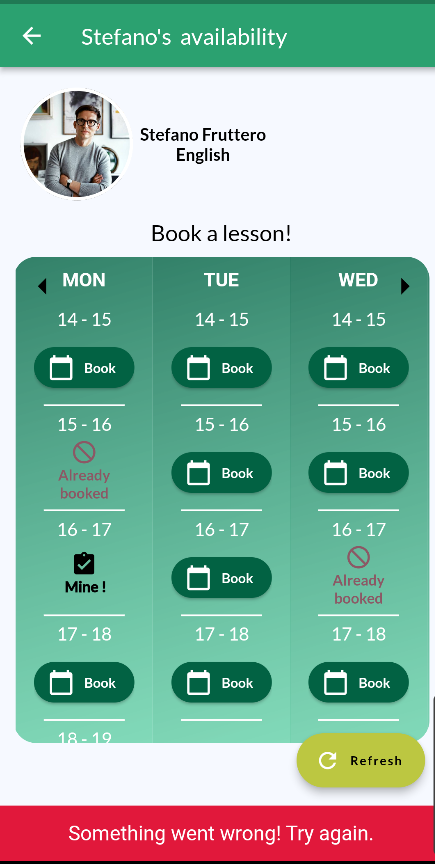 Stefano's availability
Stefano Fruttero
English
Book a lesson!
MON TUE WED
14 - 15 14 - 15 14 - 15
Book Book Book
15 - 16 15 - 16 15 - 16
Already
booked
Book Book
16 - 17 16 - 17 16 - 17
Mine !
Book
Already
booked
17 - 18 17 - 18 17 - 18
Book Book Book
18 - 19
Refresh
Something went wrong! Try again.